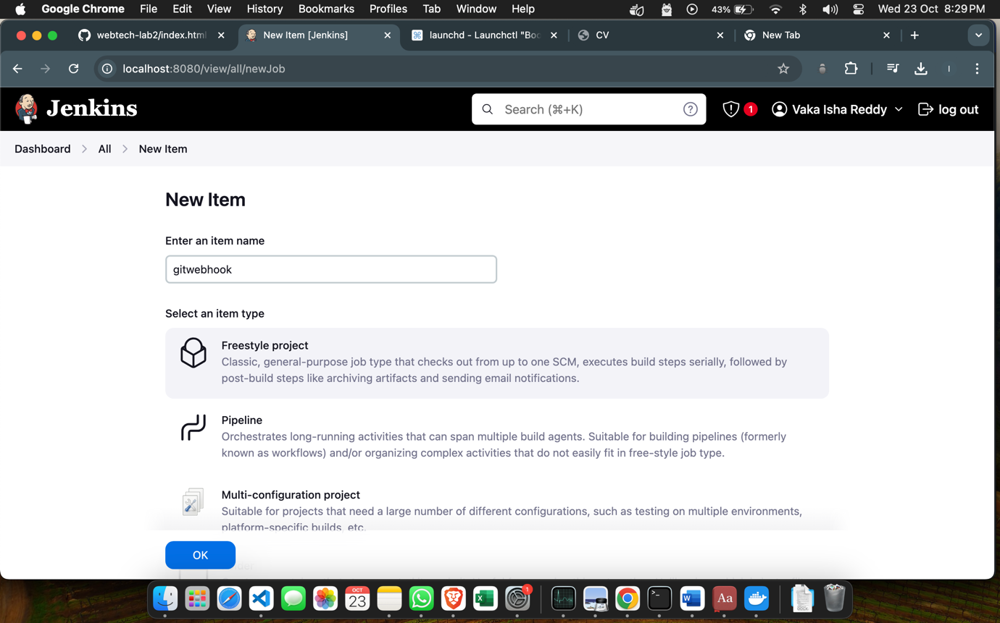 Google Chrome File Edit View History Bookmarks Profiles Tab Window Help 43% Wed 23 Oct 8:29 PM
webtech-lab2/index.html New Item [Jenkins] launchd - Launchctl "Boo CV New Tab
localhost:8080/view/all/newJob I
Jenkins Search (⌘+K) ? 1 Vaka Isha Reddy log out
Dashboard All New Item
New Item
Enter an item name
gitwebhook
Select an item type
Freestyle project
Classic, general-purpose job type that checks out from up to one SCM, executes build steps serially, followed by
post-build steps like archiving artifacts and sending email notifications.
Pipeline
Orchestrates long-running activities that can span multiple build agents. Suitable for building pipelines (formerly
known as workflows) and/or organizing complex activities that do not easily fit in free-style job type.
Multi-configuration project
Suitable for projects that need a large number of different configurations, such as testing on multiple environments,
platform-specific builds, etc.
OK
OCT
23
1
Aa
DOCX